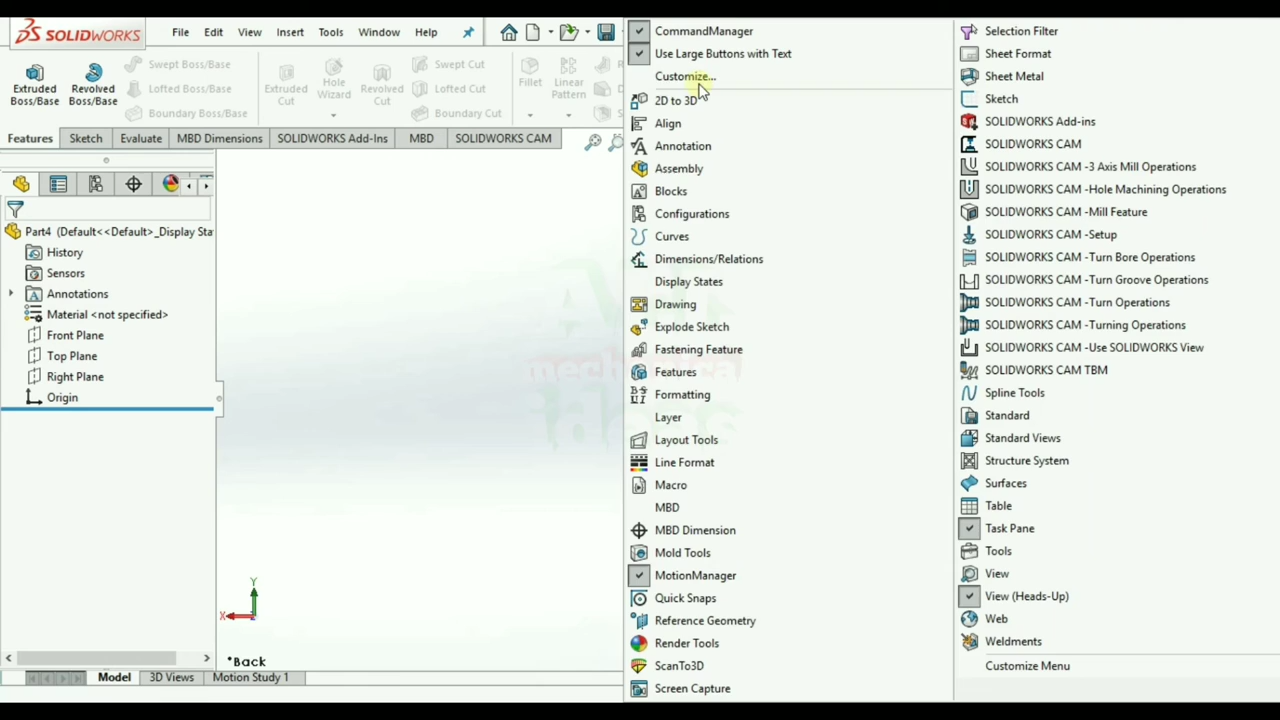 SOLIDWORKS
File Edit View Insert Tools Window Help
Extruded Boss/Base
Revolved Boss/Base
Swept Boss/Base
Lofted Boss/Base
Boundary Boss/Base
Extruded Cut
Hole Wizard
Revolved Cut
Swept Cut
Lofted Cut
Boundary Cut
Fillet
Linear Pattern
Features Sketch Evaluate MBD Dimensions SOLIDWORKS Add-Ins MBD SOLIDWORKS CAM
Part4 (Default<<Default>_Display Sta
History
Sensors
Annotations
Material <not specified>
Front Plane
Top Plane
Right Plane
Origin
Y
X
*Back
Model 3D Views Motion Study 1
CommandManager
Use Large Buttons with Text
Customize...
2D to 3D
Align
Annotation
Assembly
Blocks
Configurations
Curves
Dimensions/Relations
Display States
Drawing
Explode Sketch
Fastening Feature
Features
Formatting
Layer
Layout Tools
Line Format
Macro
MBD
MBD Dimension
Mold Tools
MotionManager
Quick Snaps
Reference Geometry
Render Tools
ScanTo3D
Screen Capture
Selection Filter
Sheet Format
Sheet Metal
Sketch
SOLIDWORKS Add-ins
SOLIDWORKS CAM
SOLIDWORKS CAM -3 Axis Mill Operations
SOLIDWORKS CAM -Hole Machining Operations
SOLIDWORKS CAM -Mill Feature
SOLIDWORKS CAM -Setup
SOLIDWORKS CAM -Turn Bore Operations
SOLIDWORKS CAM -Turn Groove Operations
SOLIDWORKS CAM -Turn Operations
SOLIDWORKS CAM -Turning Operations
SOLIDWORKS CAM -Use SOLIDWORKS View
SOLIDWORKS CAM TBM
Spline Tools
Standard
Standard Views
Structure System
Surfaces
Table
Task Pane
Tools
View
View (Heads-Up)
Web
Weldments
Customize Menu